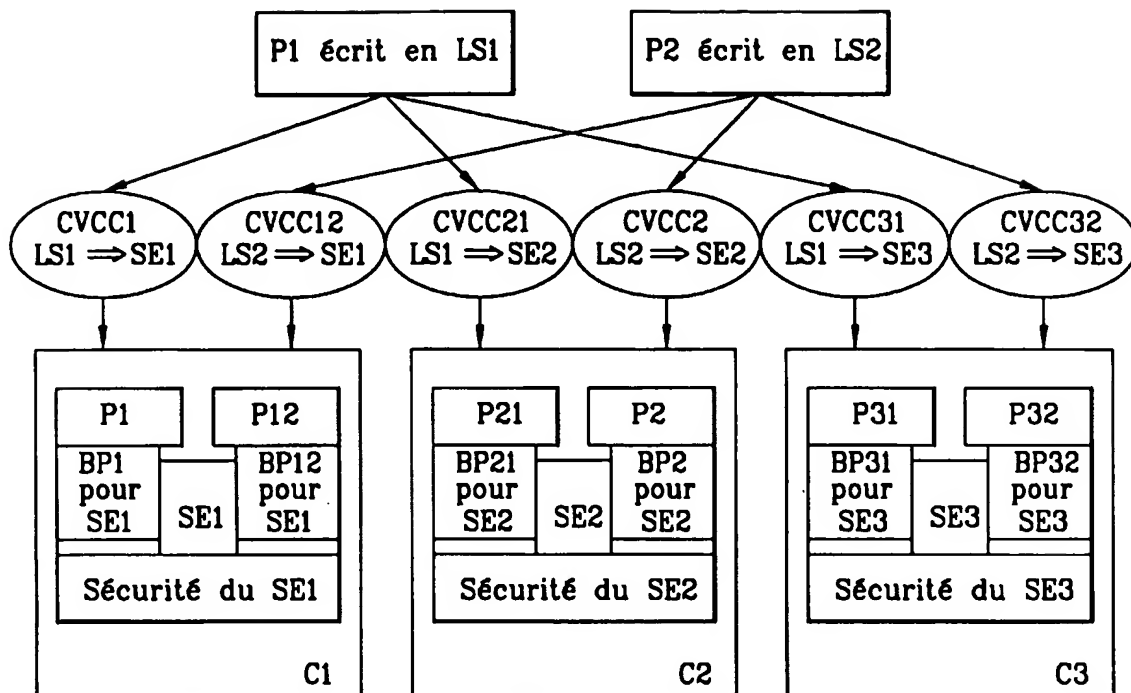 P1 écrit en LS1
P2 écrit en LS2
CVCC1
LS1 ⇒ SE1
CVCC12
LS2 ⇒ SE1
CVCC21
LS1 ⇒ SE2
CVCC2
LS2 ⇒ SE2
CVCC31
LS1 ⇒ SE3
CVCC32
LS2 ⇒ SE3
P1
P12
BP1
pour
SE1
SE1
BP12
pour
SE1
Sécurité du SE1
C1
P21
P2
BP21
pour
SE2
SE2
BP2
pour
SE2
Sécurité du SE2
C2
P31
P32
BP31
pour
SE3
SE3
BP32
pour
SE3
Sécurité du SE3
C3